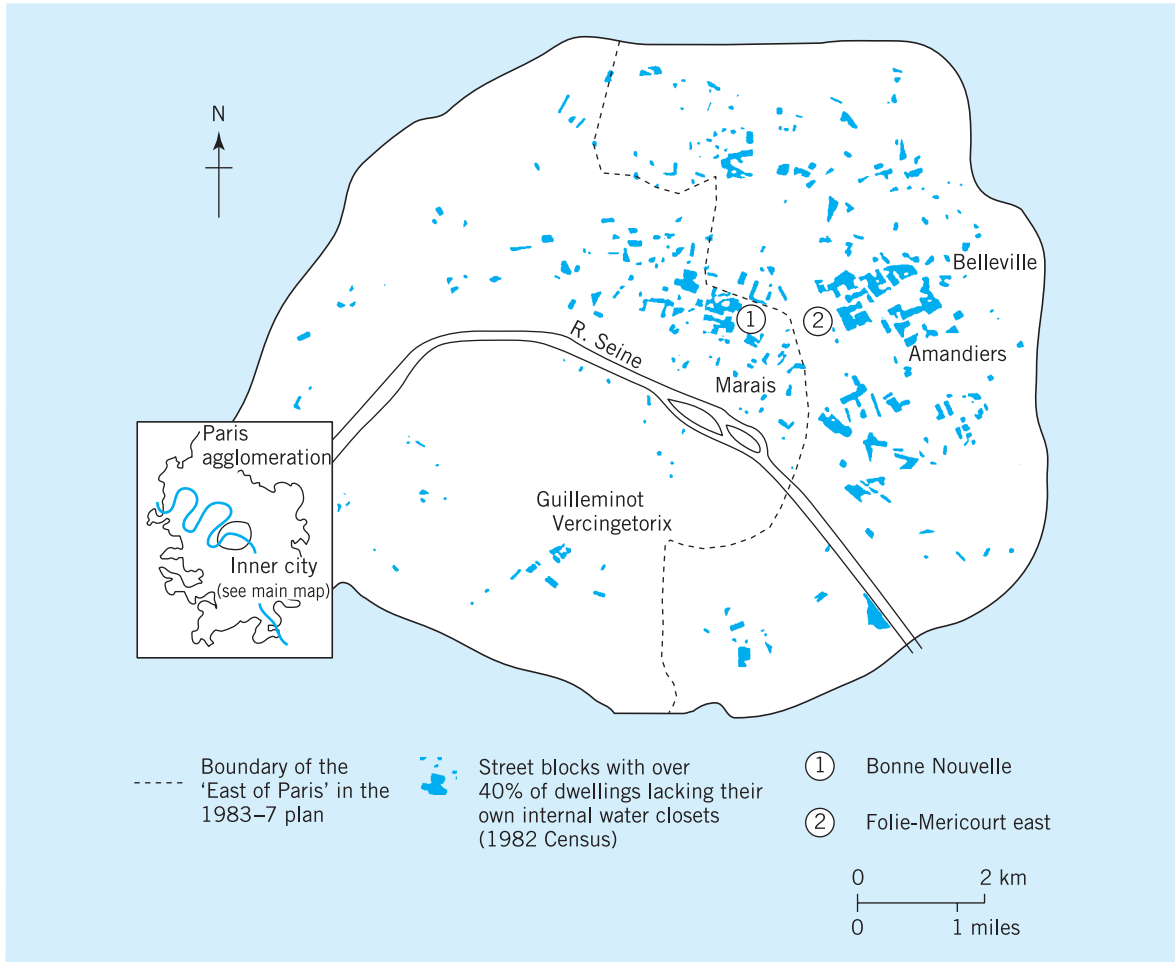 N
Belleville
R. Seine
1
2
Amandiers
Marais
Paris
agglomeration
Guilleminot
Vercingetorix
Inner city
(see main map)
Boundary of the
'East of Paris' in the
1983–7 plan
Street blocks with over
40% of dwellings lacking their
own internal water closets
(1982 Census)
1 Bonne Nouvelle
2 Folie-Mericourt east
0 2 km
0 1 miles